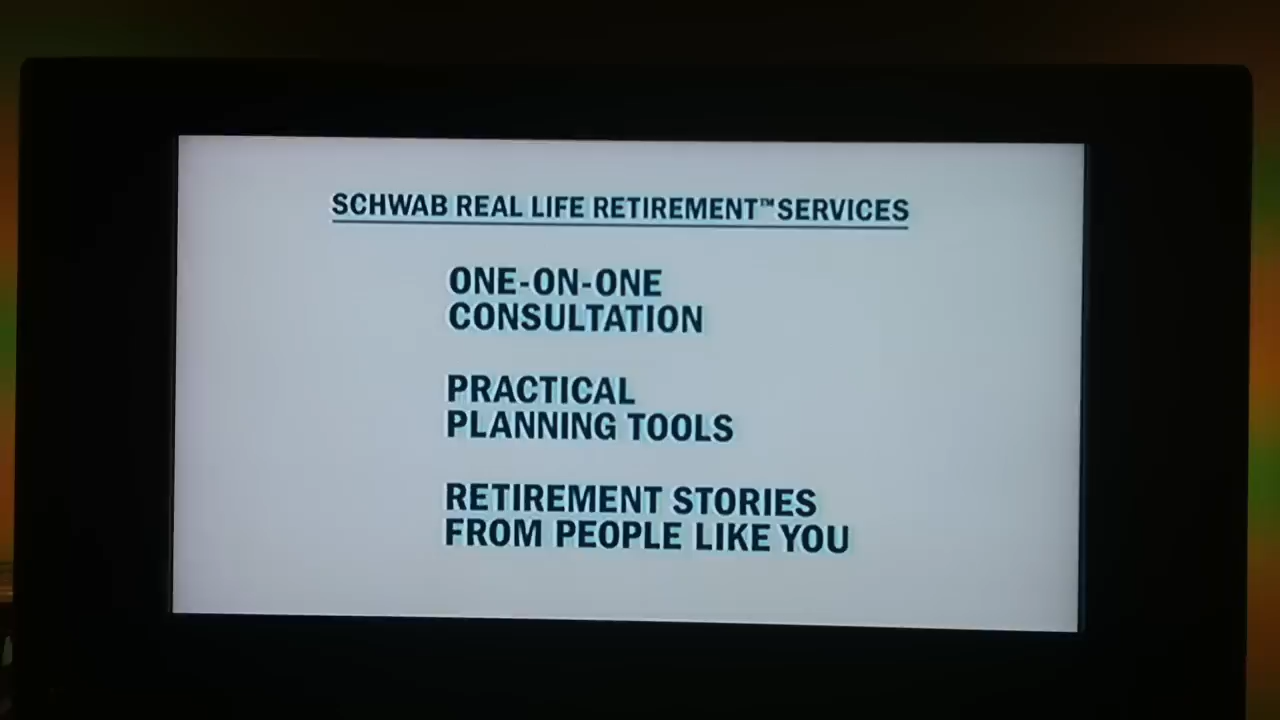 SCHWAB REAL LIFE RETIREMENT™ SERVICES
ONE-ON-ONE
CONSULTATION
PRACTICAL
PLANNING TOOLS
RETIREMENT STORIES
FROM PEOPLE LIKE YOU